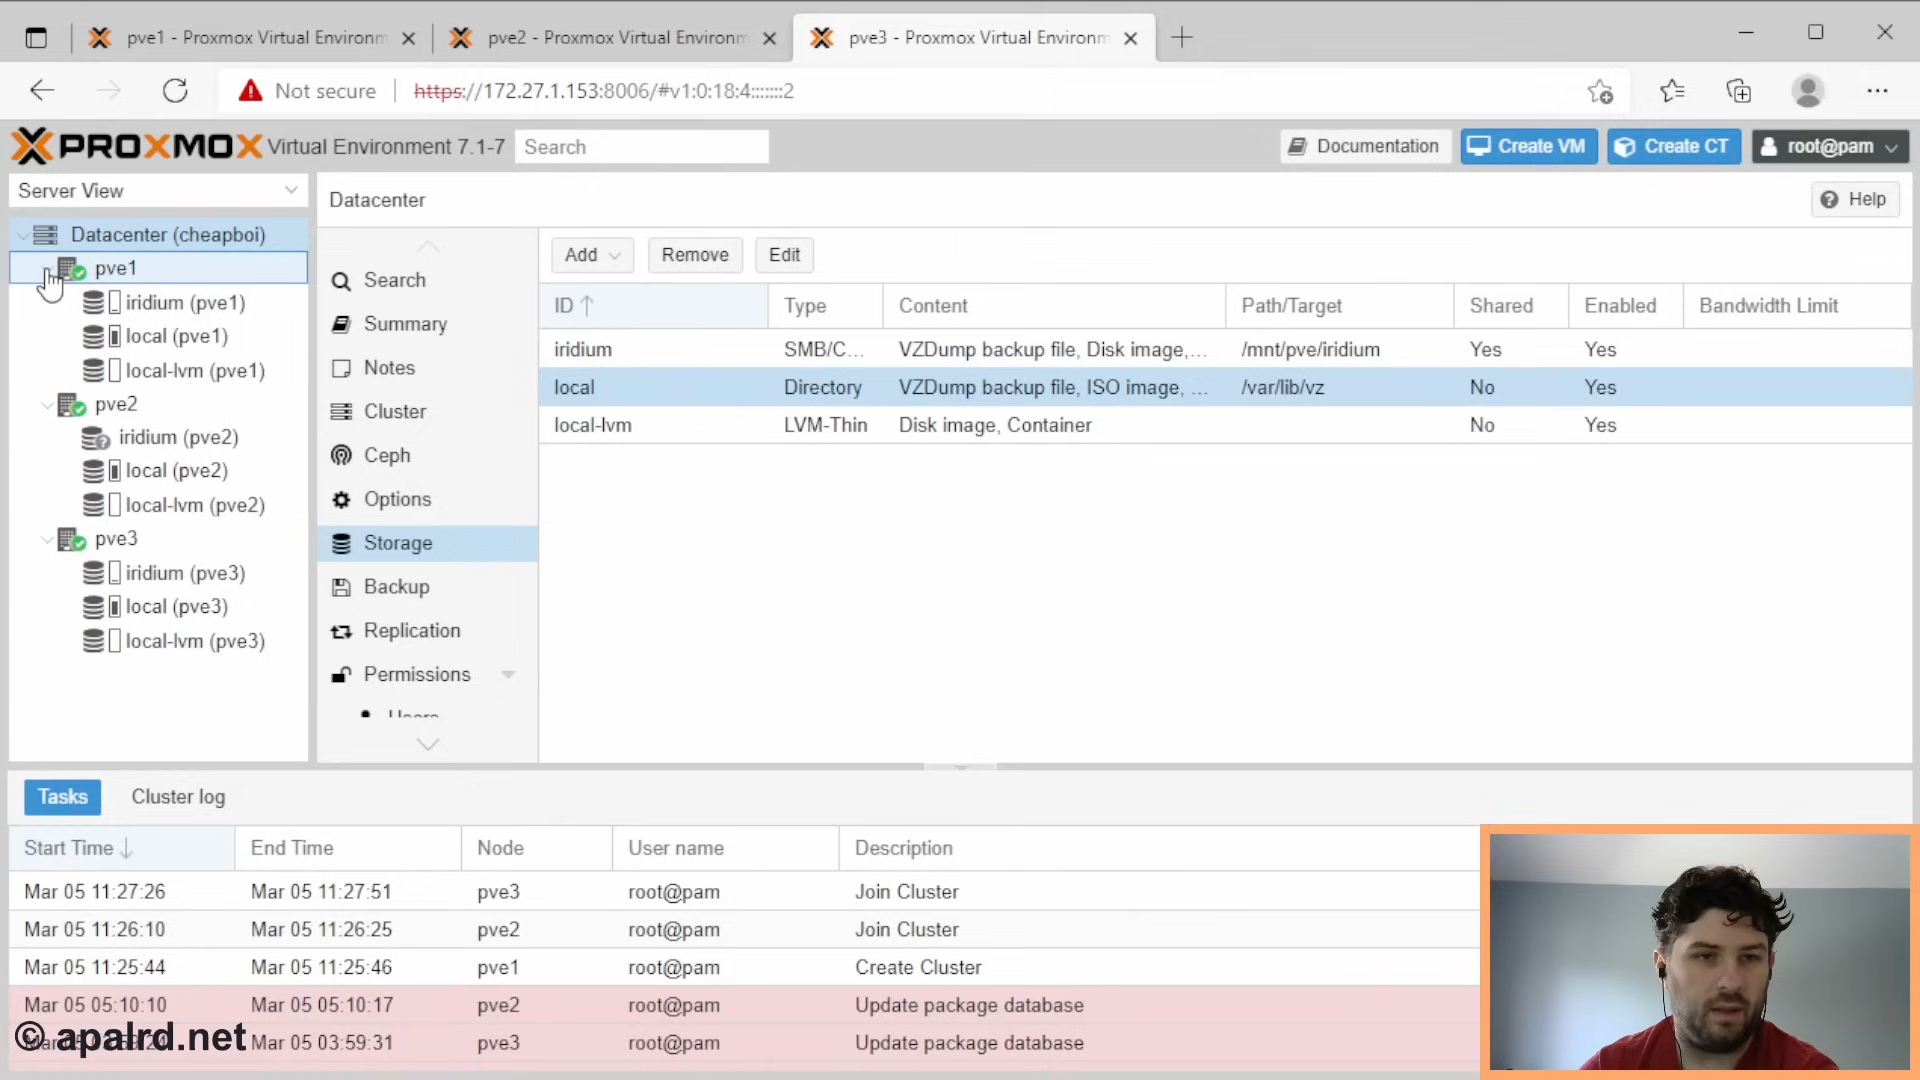 pve1 - Proxmox Virtual Environm
pve2 - Proxmox Virtual Environm
pve3 - Proxmox Virtual Environm
Not secure
https://172.27.1.153:8006/#v1:0:18:4:::::::2
PROXMOX Virtual Environment 7.1-7
Search
Documentation
Create VM
Create CT
root@pam
Server View
Datacenter (cheapboi)
pve1
iridium (pve1)
local (pve1)
local-lvm (pve1)
pve2
iridium (pve2)
local (pve2)
local-lvm (pve2)
pve3
iridium (pve3)
local (pve3)
local-lvm (pve3)
Datacenter
Help
Search
Summary
Notes
Cluster
Ceph
Options
Storage
Backup
Replication
Permissions
Users
Add
Remove
Edit
ID Type Content Path/Target Shared Enabled Bandwidth Limit
iridium SMB/C... VZDump backup file, Disk image,... /mnt/pve/iridium Yes Yes
local Directory VZDump backup file, ISO image, ... /var/lib/vz No Yes
local-lvm LVM-Thin Disk image, Container No Yes
Tasks
Cluster log
Start Time End Time Node User name Description
Mar 05 11:27:26 Mar 05 11:27:51 pve3 root@pam Join Cluster
Mar 05 11:26:10 Mar 05 11:26:25 pve2 root@pam Join Cluster
Mar 05 11:25:44 Mar 05 11:25:46 pve1 root@pam Create Cluster
Mar 05 05:10:10 Mar 05 05:10:17 pve2 root@pam Update package database
Mar 05 03:59:31 pve3 root@pam Update package database
© apalrd.net